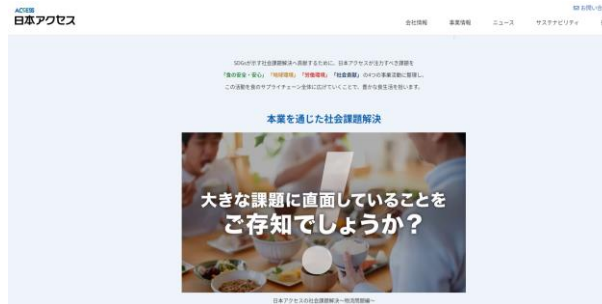 ACCESS
日本アクセス
お問い合
会社情報 事業情報 ニュース サステナビリティ
SDGsが示す社会課題解決へ貢献するために、日本アクセスが注力すべき課題を
「食の安全・安心」「地球環境」「労働環境」「社会貢献」の4つの事業活動に整理し、
この活動を食のサプライチェーン全体に広げていくことで、豊かな食生活を担います。
本業を通じた社会課題解決
大きな課題に直面していることを
ご存知でしょうか？
日本アクセスの社会課題解決〜物流問題編〜